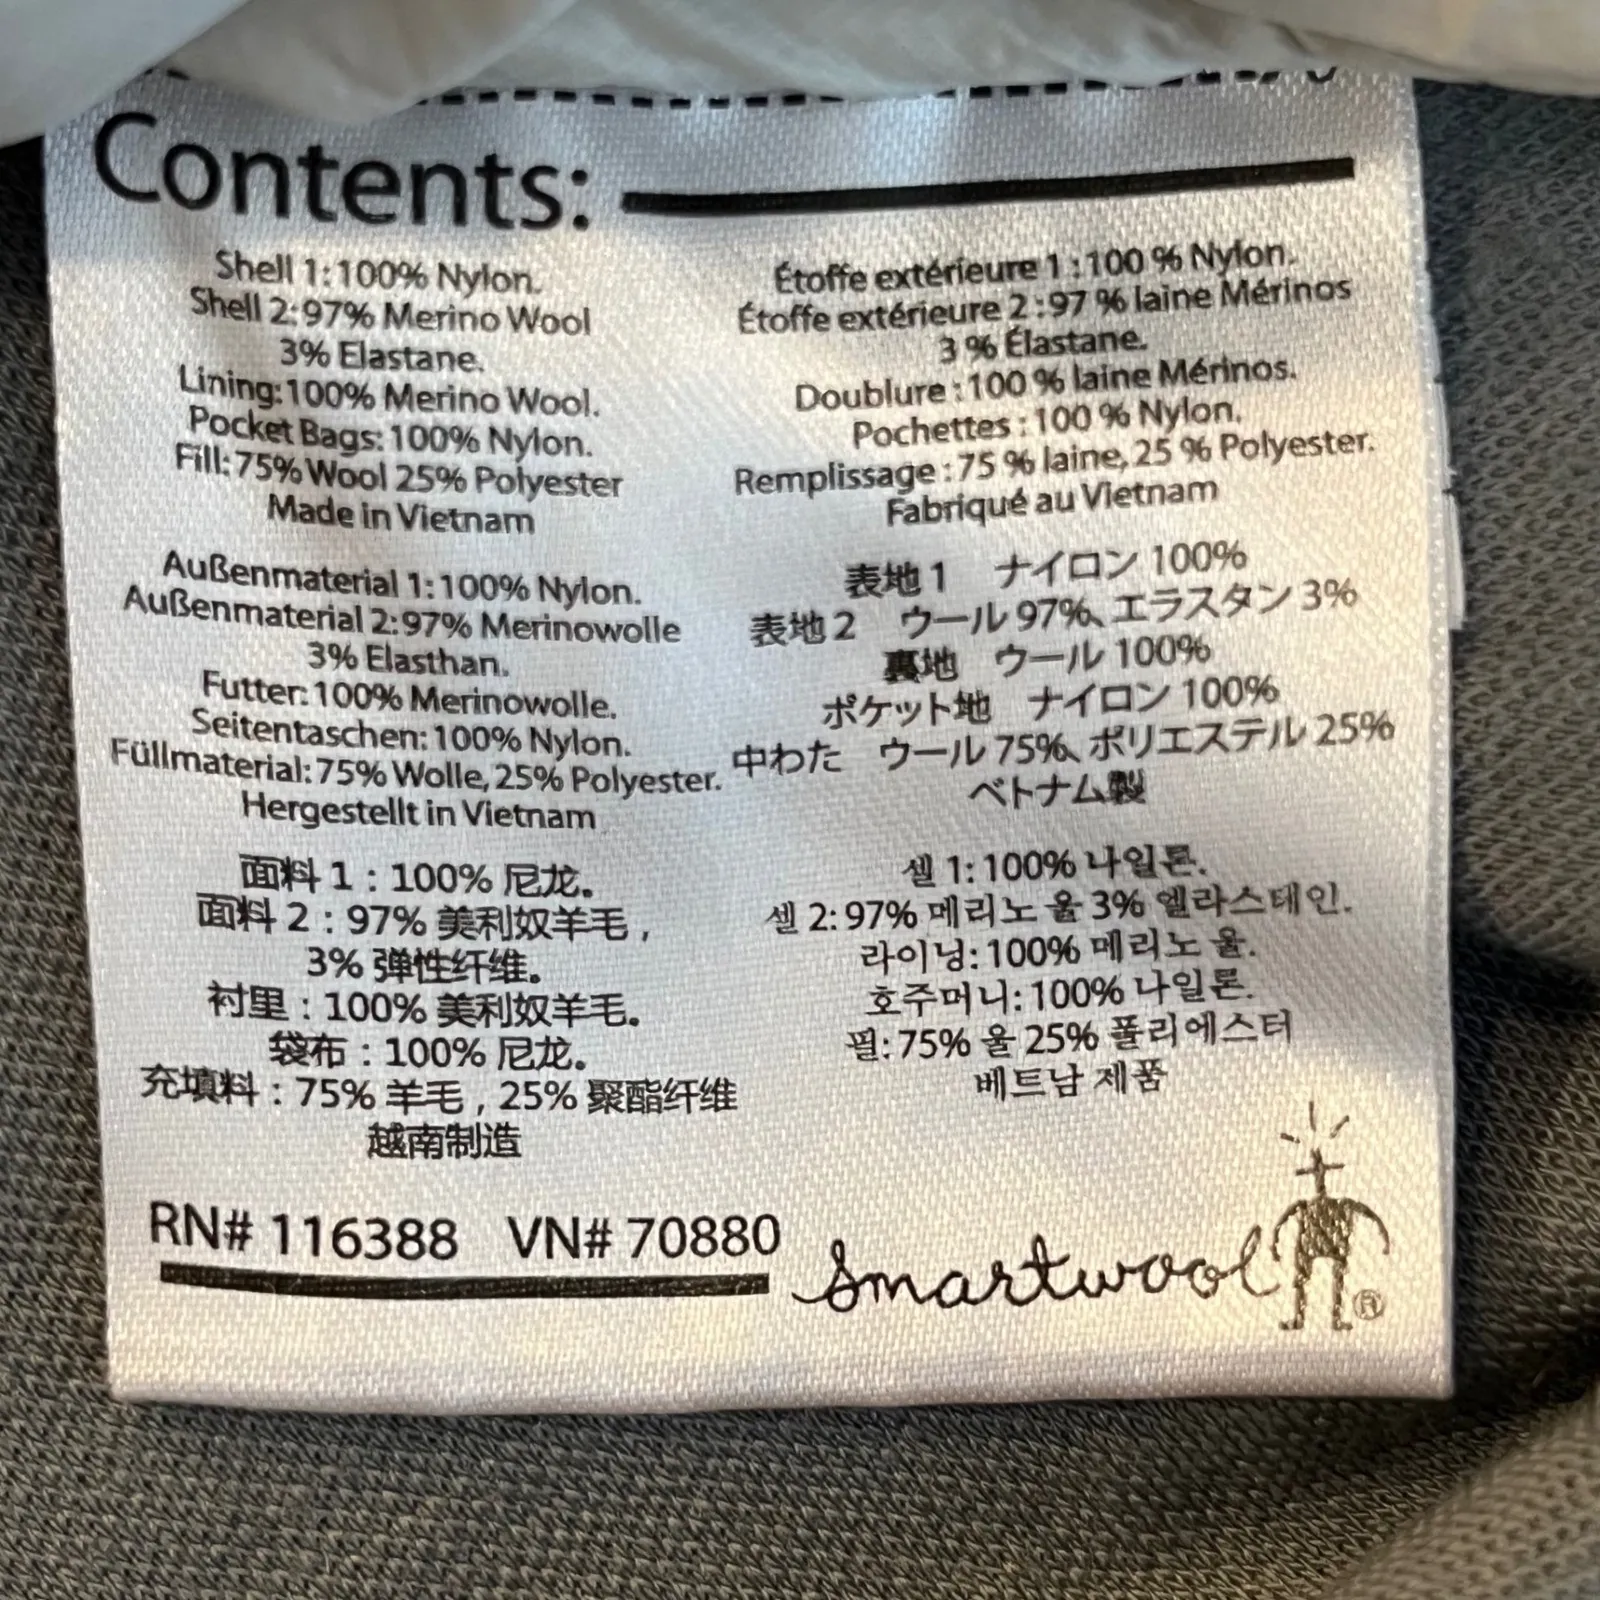 Contents:
Shell 1: 100% Nylon.
Shell 2: 97% Merino Wool
3% Elastane.
Lining: 100% Merino Wool.
Pocket Bags: 100% Nylon.
Fill: 75% Wool 25% Polyester
Made in Vietnam
Étoffe extérieure 1 : 100 % Nylon.
Étoffe extérieure 2 : 97 % laine Mérinos
3 % Élastane.
Doublure : 100 % laine Mérinos.
Pochettes : 100 % Nylon.
Remplissage : 75 % laine, 25 % Polyester.
Fabriqué au Vietnam
Außenmaterial 1: 100% Nylon.
Außenmaterial 2: 97% Merinowolle
3% Elasthan.
Futter: 100% Merinowolle.
Seitentaschen: 100% Nylon.
Füllmaterial: 75% Wolle, 25% Polyester.
Hergestellt in Vietnam
表地 1 ナイロン 100%
表地 2 ウール 97%、エラスタン 3%
裏地 ウール 100%
ポケット地 ナイロン 100%
中わた ウール 75%、ポリエステル 25%
ベトナム製
面料 1：100% 尼龙。
面料 2：97% 美利奴羊毛，
3% 弹性纤维。
衬里：100% 美利奴羊毛。
袋布：100% 尼龙。
充填料：75% 羊毛，25% 聚酯纤维
越南制造
셀 1: 100% 나일론.
셀 2: 97% 메리노 울 3% 엘라스테인.
라이닝: 100% 메리노 울.
호주머니: 100% 나일론.
필: 75% 울 25% 폴리에스터
베트남 제품
RN# 116388 VN# 70880
smartwool ®